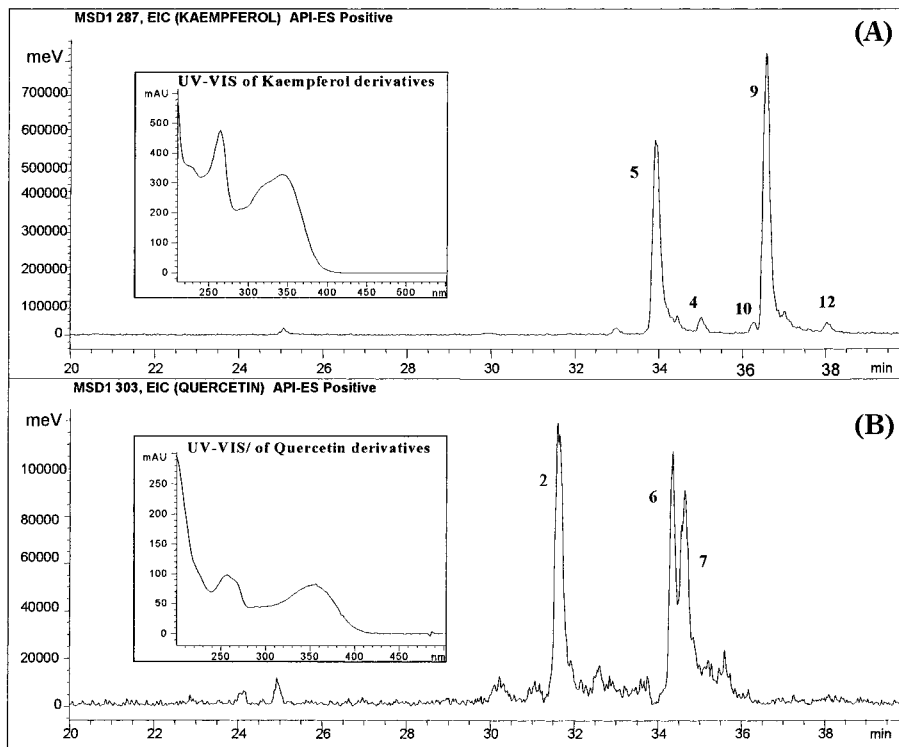 MSD1 287, EIC (KAEMPFEROL) API-ES Positive
(A)
meV
700000
600000
500000
400000
300000
200000
100000
0
UV-VIS of Kaempferol derivatives
mAU
500
400
300
200
100
0
250 300 350 400 450 500 nm
5
4
10
9
12
20 22 24 26 28 30 32 34 36 38 min
MSD1 303, EIC (QUERCETIN) API-ES Positive
(B)
meV
100000
80000
60000
40000
20000
0
UV-VIS/ of Quercetin derivatives
mAU
250
200
150
100
50
0
250 300 350 400 450 nm
2
6
7
20 22 24 26 28 30 32 34 36 38 min